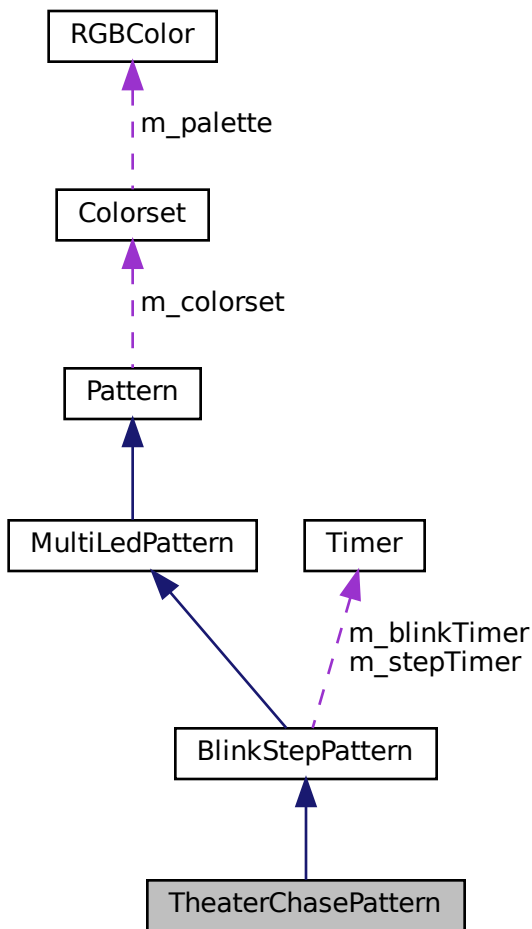 RGBColor
m_palette
Colorset
m_colorset
Pattern
MultiLedPattern
Timer
m_blinkTimer
m_stepTimer
BlinkStepPattern
TheaterChasePattern